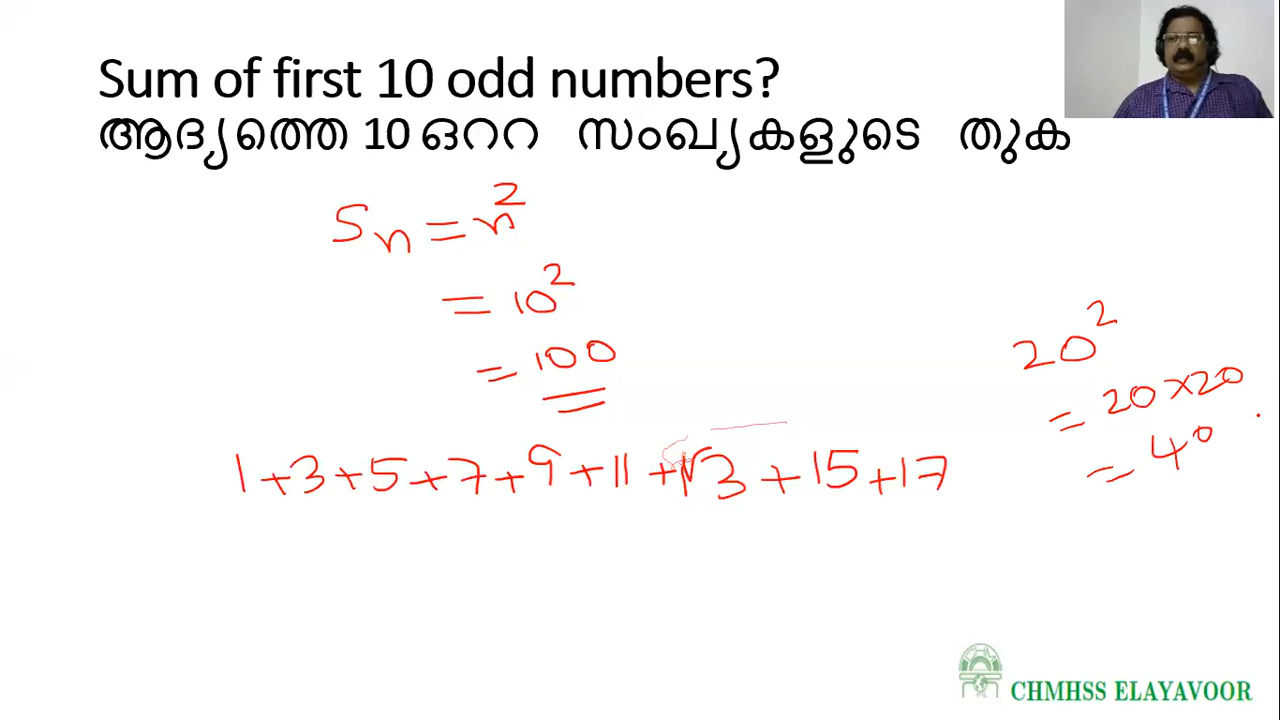 Sum of first 10 odd numbers?
ആദ്യത്തെ 10 ഒററ സംഖ്യകളുടെ തുക
Sn = n²
= 10²
= 100
1+3+5+7+9+11+13+15+17
20²
= 20×20
= 40
CHMHSS ELAYAVOOR